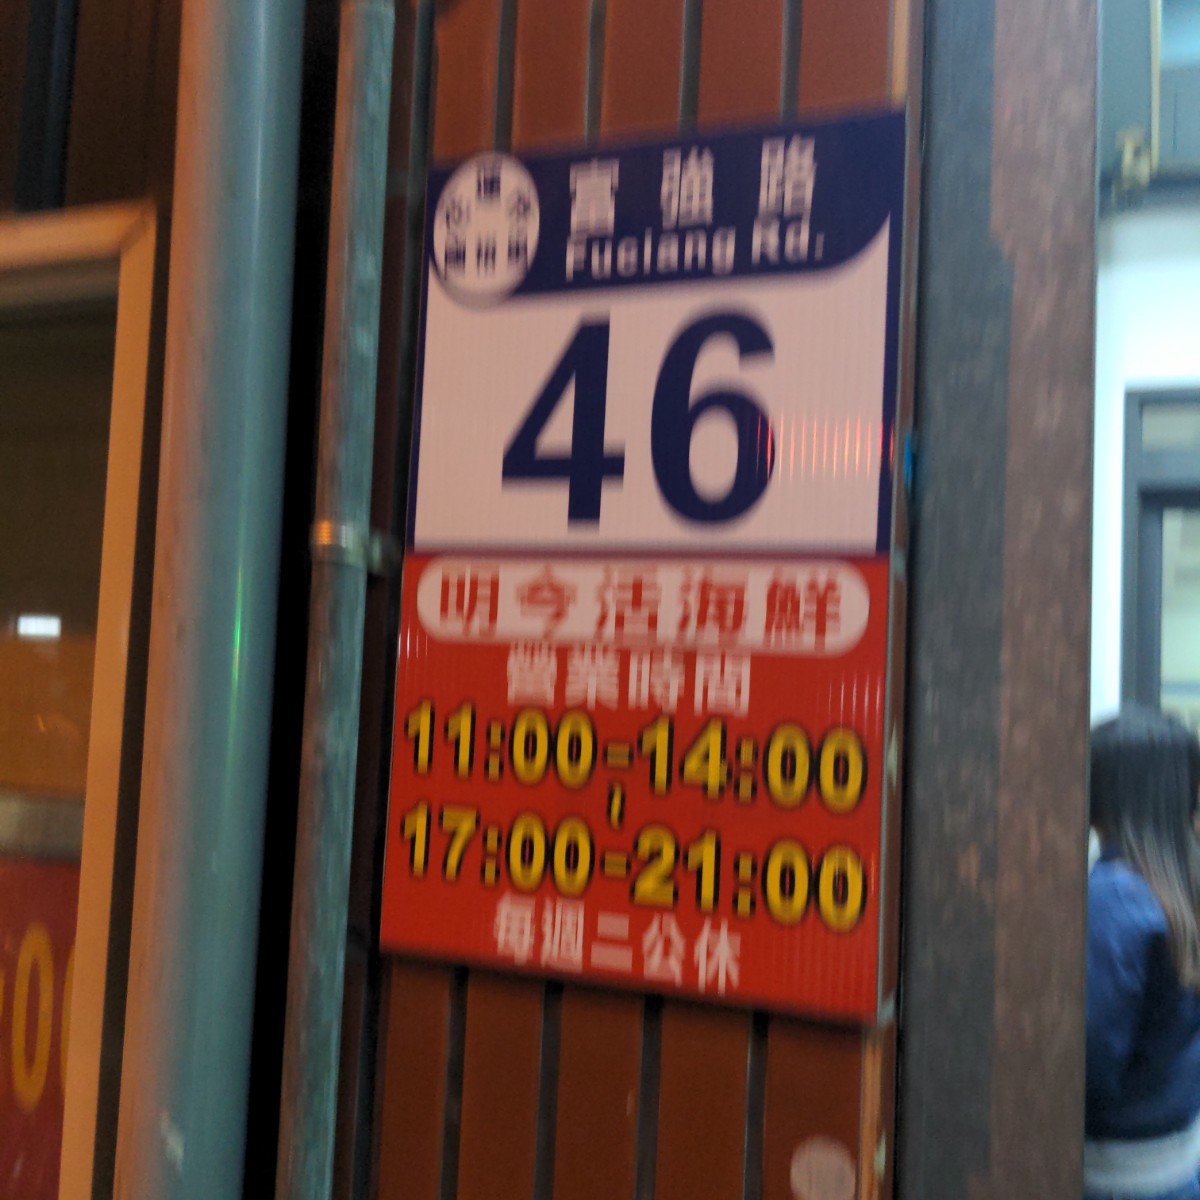 富強路
Fuciang Rd.
46
明今活海鮮
營業時間
11:00-14:00
~
17:00-21:00
每週二公休